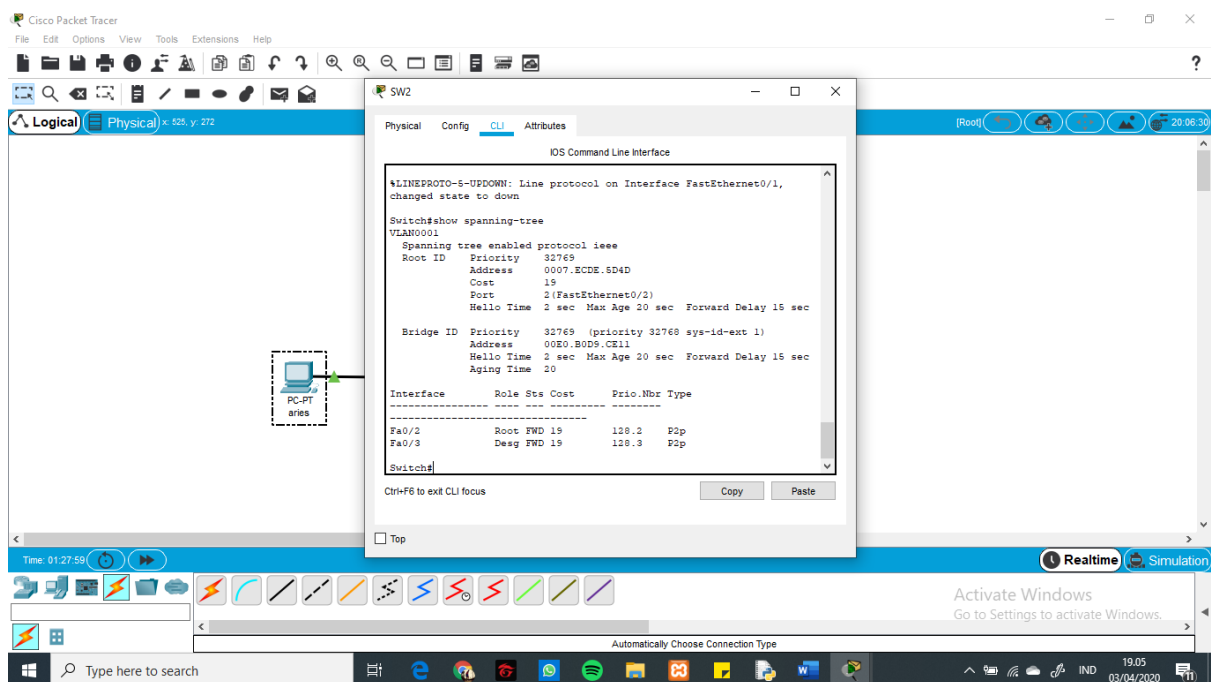 Cisco Packet Tracer
File Edit Options View Tools Extensions Help
?
Logical
Physical
x: 525, y: 272
[Root]
20:06:30
SW2
Physical Config CLI Attributes
IOS Command Line Interface
%LINEPROTO-5-UPDOWN: Line protocol on Interface FastEthernet0/1,
changed state to down
Switch#show spanning-tree
VLAN0001
Spanning tree enabled protocol ieee
Root ID Priority 32769
Address 0007.ECDE.5D4D
Cost 19
Port 2(FastEthernet0/2)
Hello Time 2 sec Max Age 20 sec Forward Delay 15 sec
Bridge ID Priority 32769 (priority 32768 sys-id-ext 1)
Address 00E0.B0D9.CE11
Hello Time 2 sec Max Age 20 sec Forward Delay 15 sec
Aging Time 20
Interface Role Sts Cost Prio.Nbr Type
---------------- ---- --- --------- --------
--------------------------------
Fa0/2 Root FWD 19 128.2 P2p
Fa0/3 Desg FWD 19 128.3 P2p
Switch#
Ctrl+F6 to exit CLI focus
Copy
Paste
Top
PC-PT
aries
Time: 01:27:59
Realtime
Simulation
Activate Windows
Go to Settings to activate Windows.
Automatically Choose Connection Type
Type here to search
IND
19.05
03/04/2020